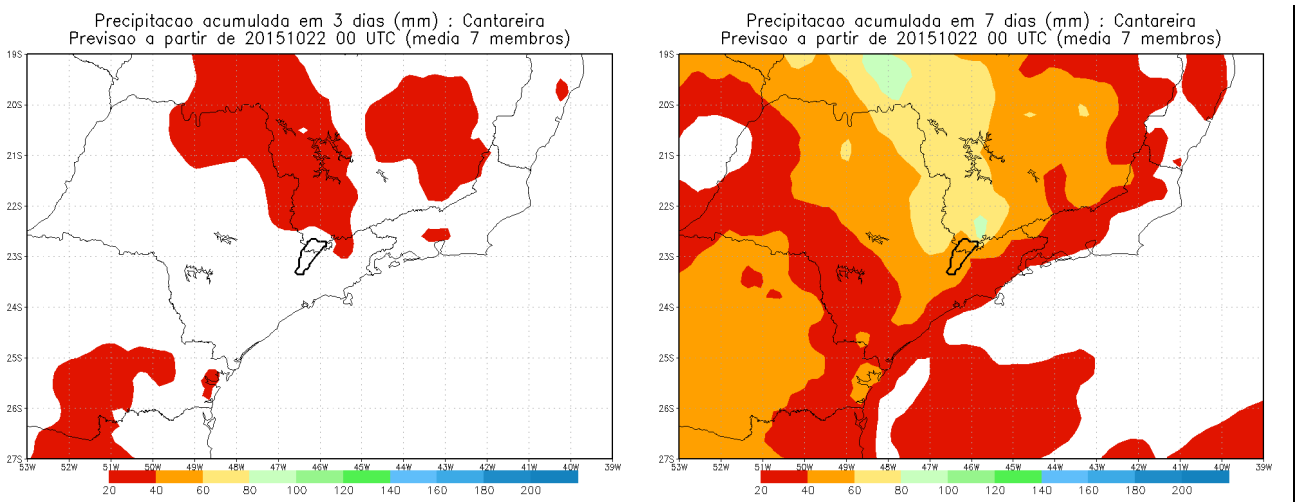 Precipitacao acumulada em 3 dias (mm) : Cantareira
Previsao a partir de 20151022 00 UTC (media 7 membros)
19S
20S
21S
22S
23S
24S
25S
26S
27S
53W 52W 51W 50W 49W 48W 47W 46W 45W 44W 43W 42W 41W 40W 39W
20 40 60 80 100 120 140 160 180 200
Precipitacao acumulada em 7 dias (mm) : Cantareira
Previsao a partir de 20151022 00 UTC (media 7 membros)
19S
20S
21S
22S
23S
24S
25S
26S
27S
53W 52W 51W 50W 49W 48W 47W 46W 45W 44W 43W 42W 41W 40W 39W
20 40 60 80 100 120 140 160 180 200